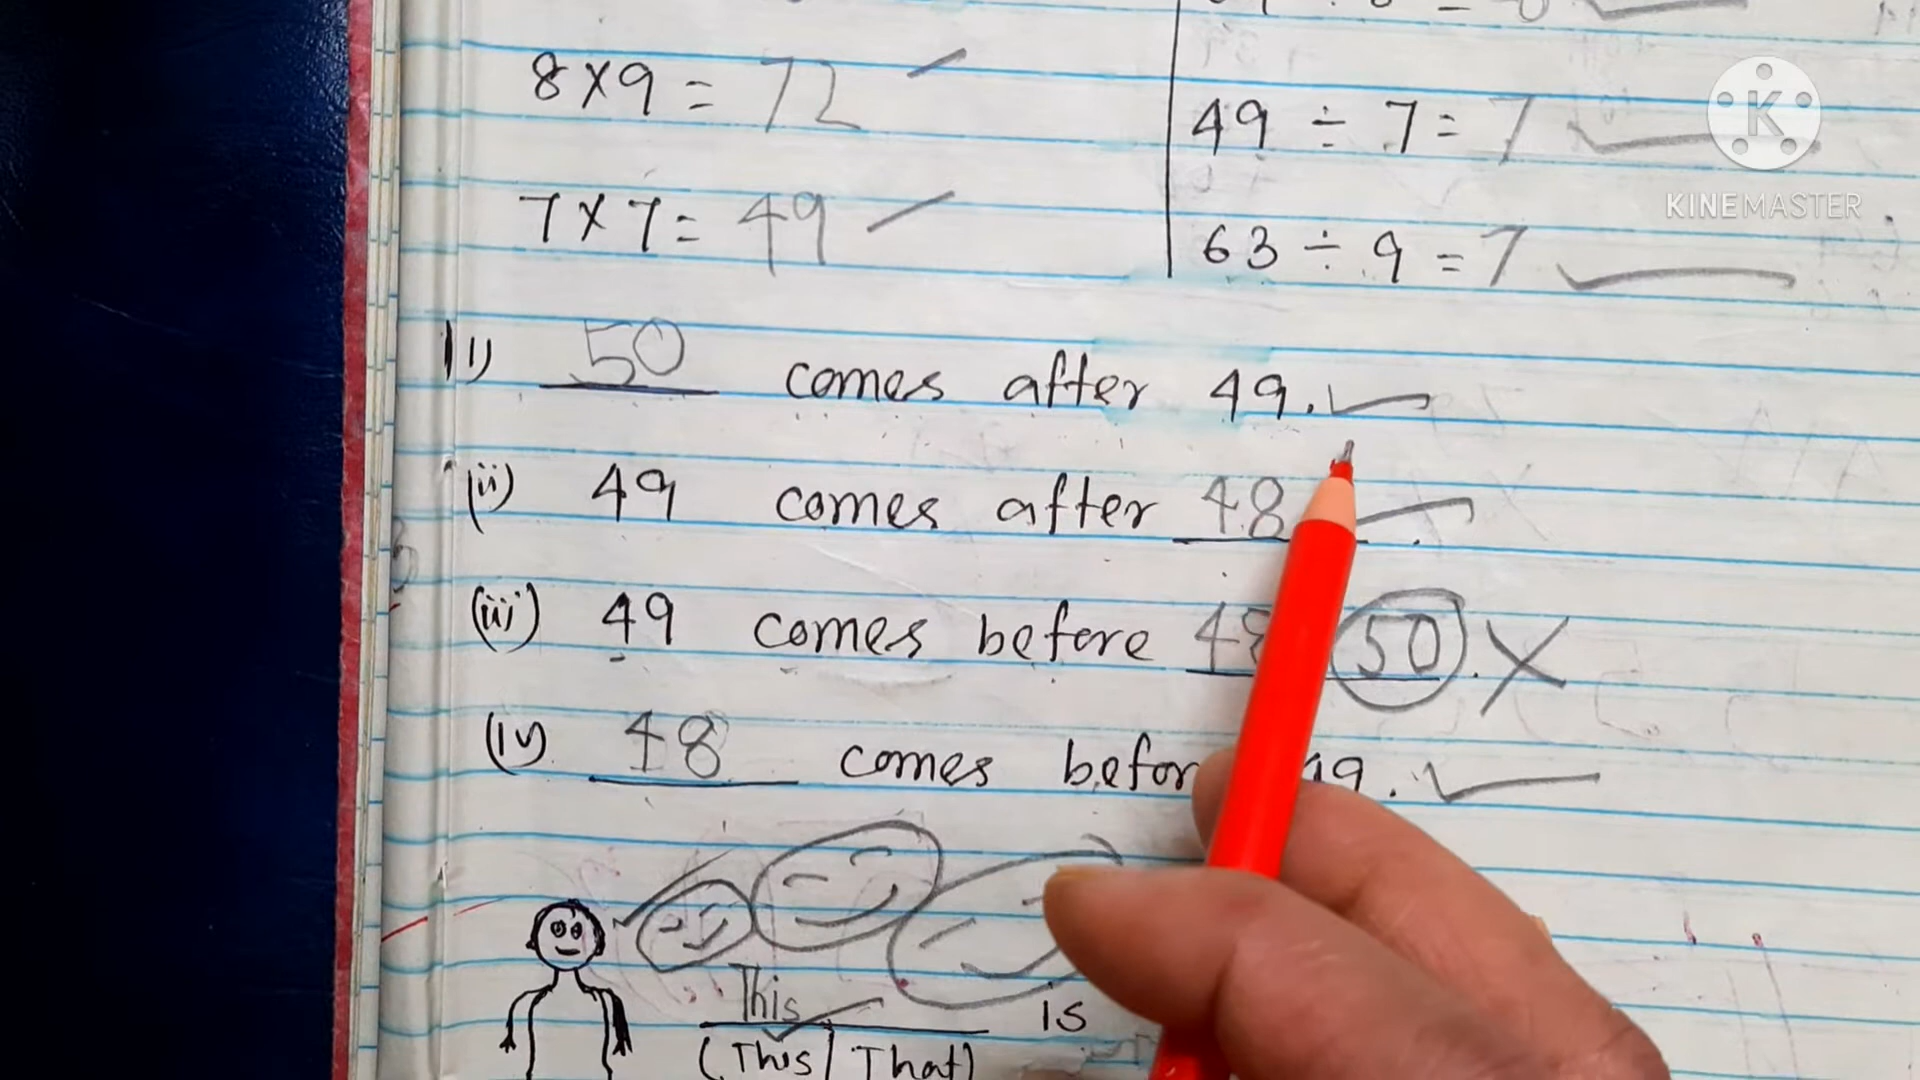 8×9 = 72
7×7= 49
49 ÷ 7= 7
63 ÷ 9 = 7
K
KINEMASTER
i) 50 comes after 49.
(ii) 49 comes after 48 .
(iii) 49 comes before 48 50.
(iv) 48 comes before 49.
This is
(This/That)